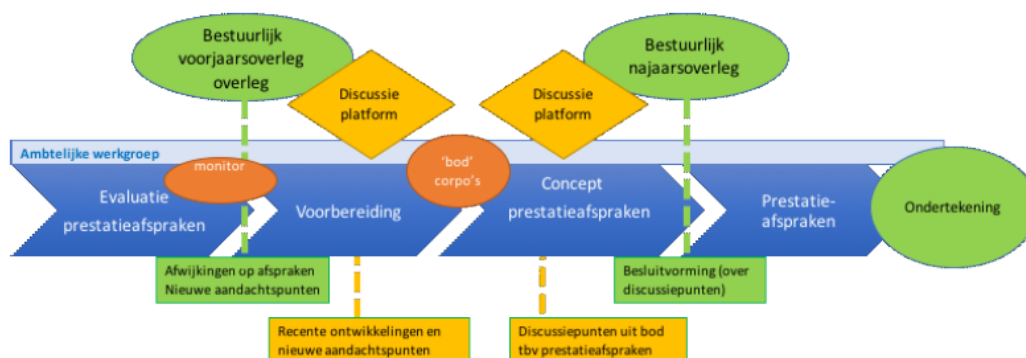 Bestuurlijk
voorjaarsoverleg
overleg
Bestuurlijk
najaarsoverleg
Discussie
platform
Discussie
platform
Ambtelijke werkgroep
monitor
'bod'
corpo's
Evaluatie
prestatieafspraken
Voorbereiding
Concept
prestatieafspraken
Prestatie-
afspraken
Ondertekening
Afwijkingen op afspraken
Nieuwe aandachtspunten
Besluitvorming (over
discussiepunten)
Recente ontwikkelingen en
nieuwe aandachtspunten
Discussiepunten uit bod
tbv prestatieafspraken